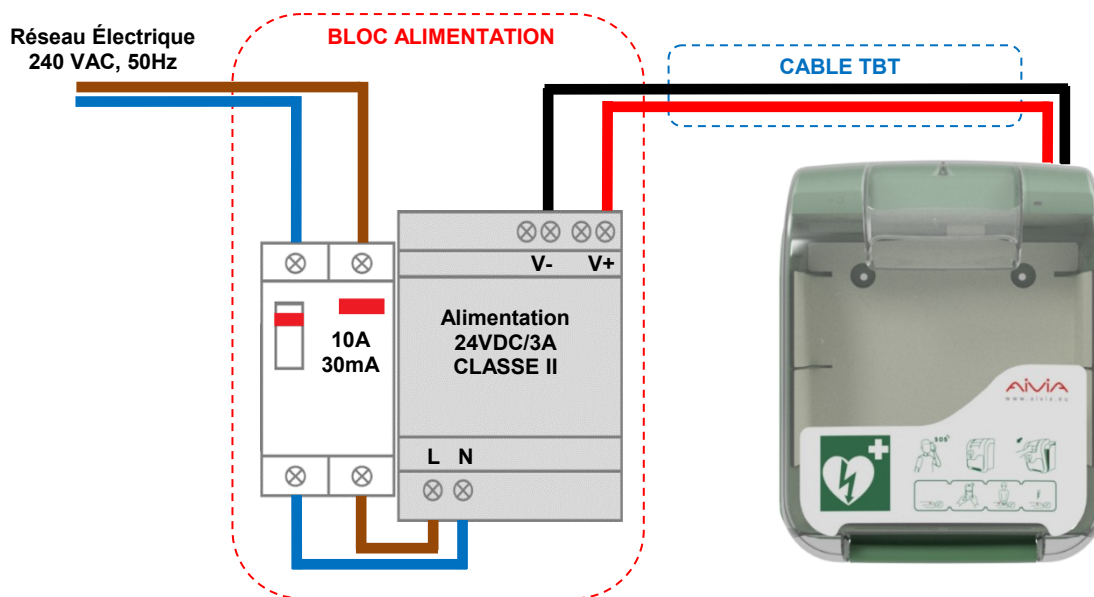 Réseau Électrique
240 VAC, 50Hz
BLOC ALIMENTATION
CABLE TBT
V- V+
Alimentation
24VDC/3A
CLASSE II
10A
30mA
L N
AIVIA
www.aivia.eu
SOS